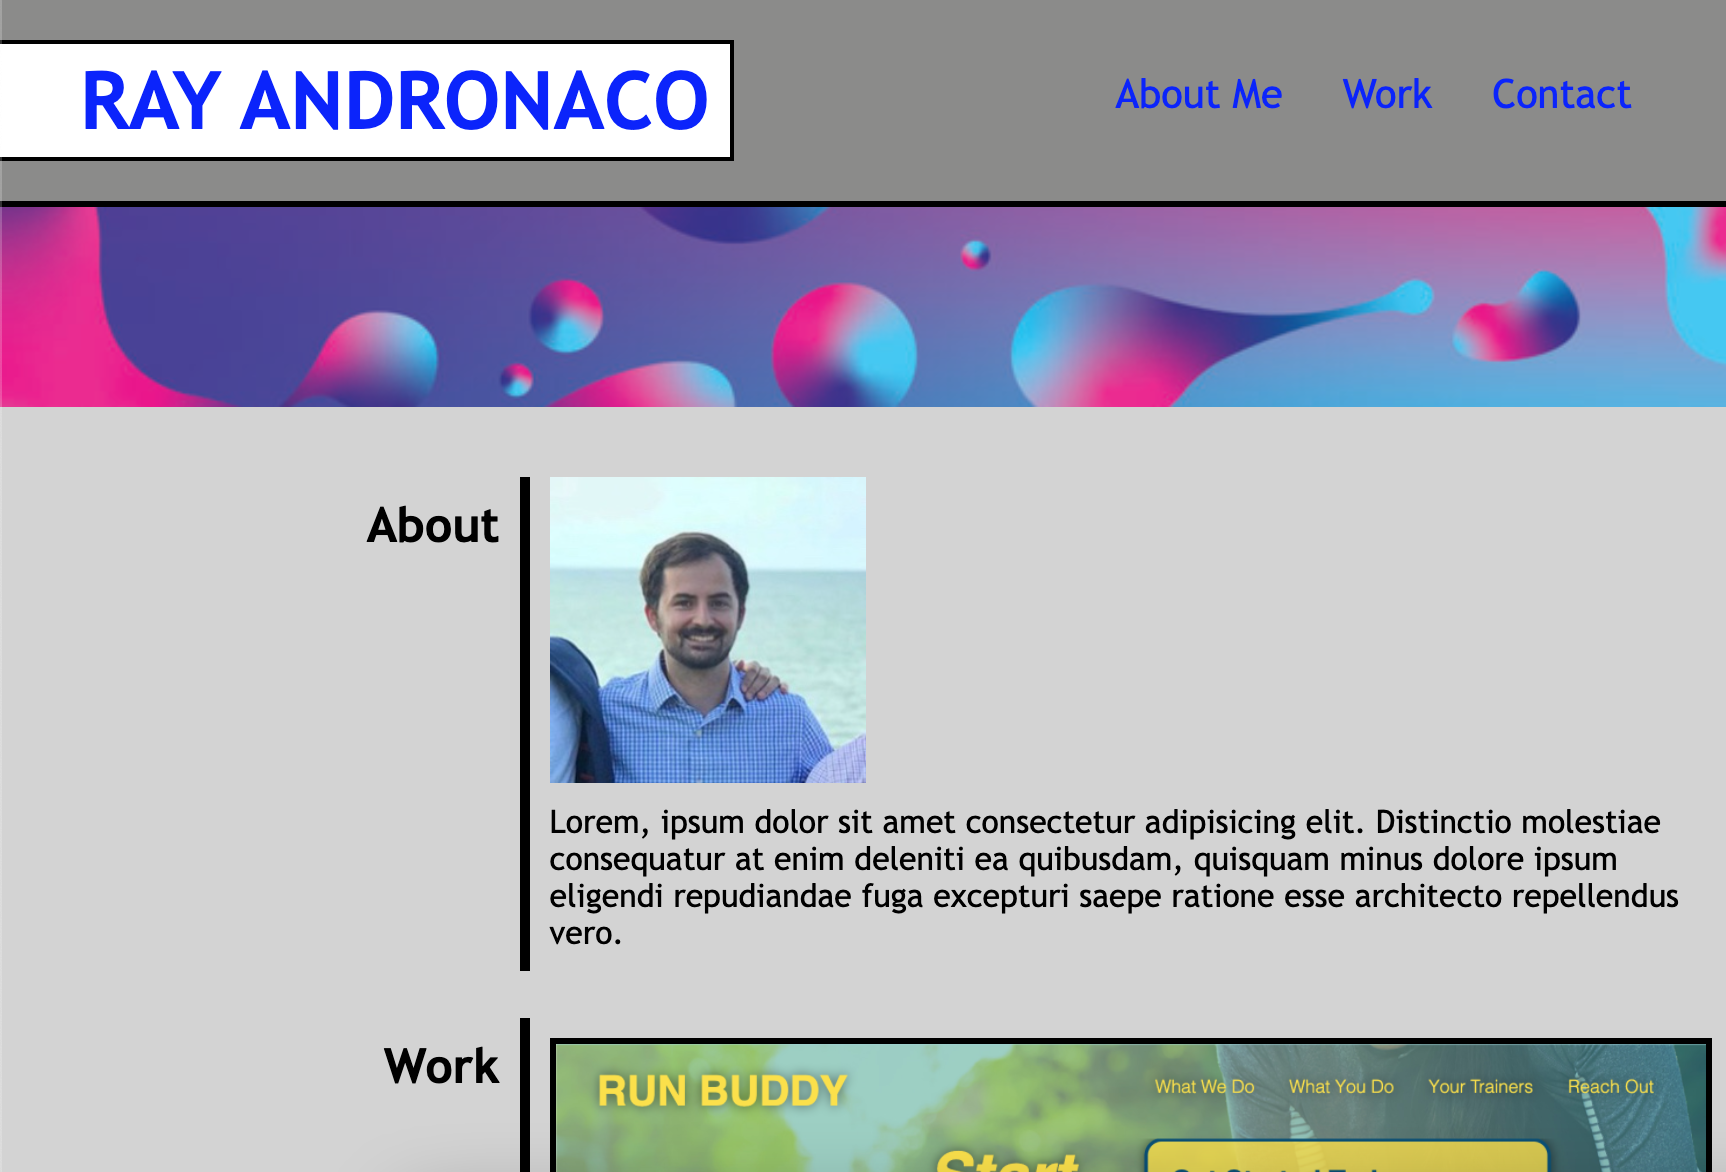 RAY ANDRONACO
About Me Work Contact
About
Lorem, ipsum dolor sit amet consectetur adipisicing elit. Distinctio molestiae
consequatur at enim deleniti ea quibusdam, quisquam minus dolore ipsum
eligendi repudiandae fuga excepturi saepe ratione esse architecto repellendus
vero.
Work
RUN BUDDY
What We Do What You Do Your Trainers Reach Out
Start